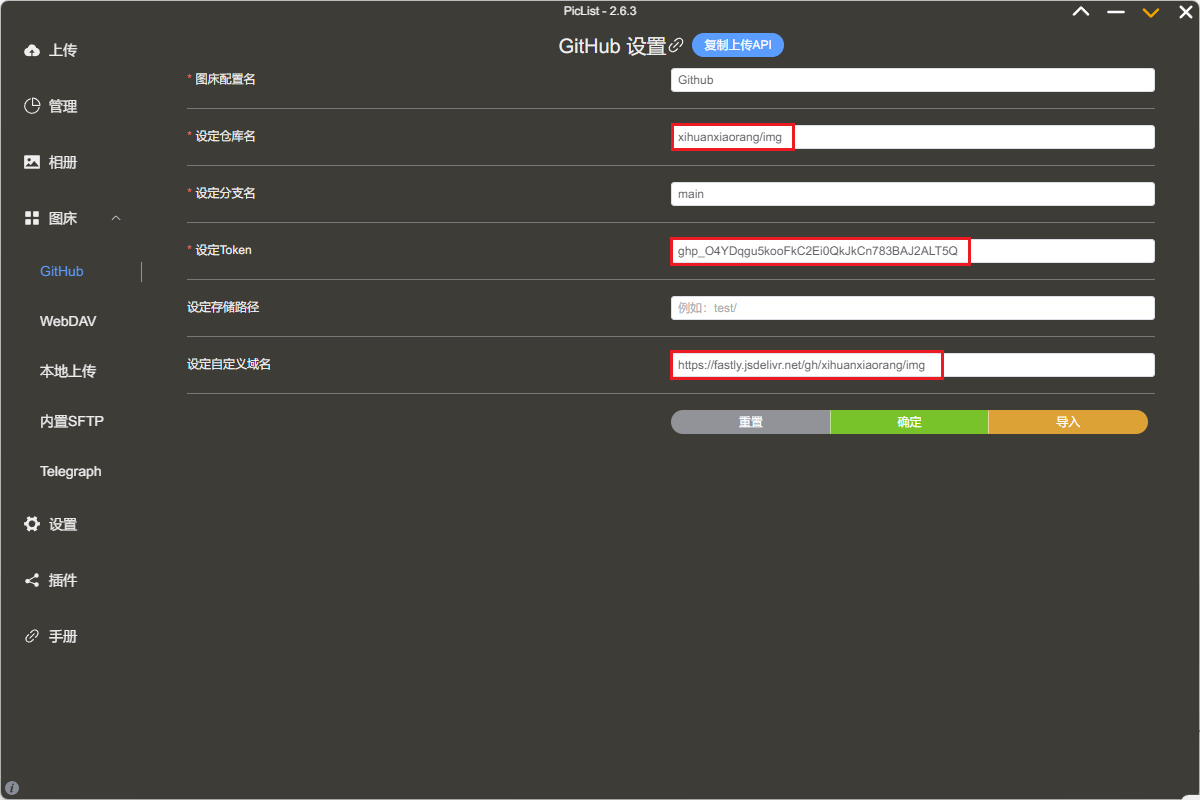 PicList - 2.6.3
GitHub 设置 复制上传API
上传
管理
相册
图床
GitHub
WebDAV
本地上传
内置SFTP
Telegraph
设置
插件
手册
* 图床配置名 Github
* 设定仓库名 xihuanxiaorang/img
* 设定分支名 main
* 设定Token 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
设定存储路径 例如：test/
设定自定义域名 https://fastly.jsdelivr.net/gh/xihuanxiaorang/img
重置 确定 导入